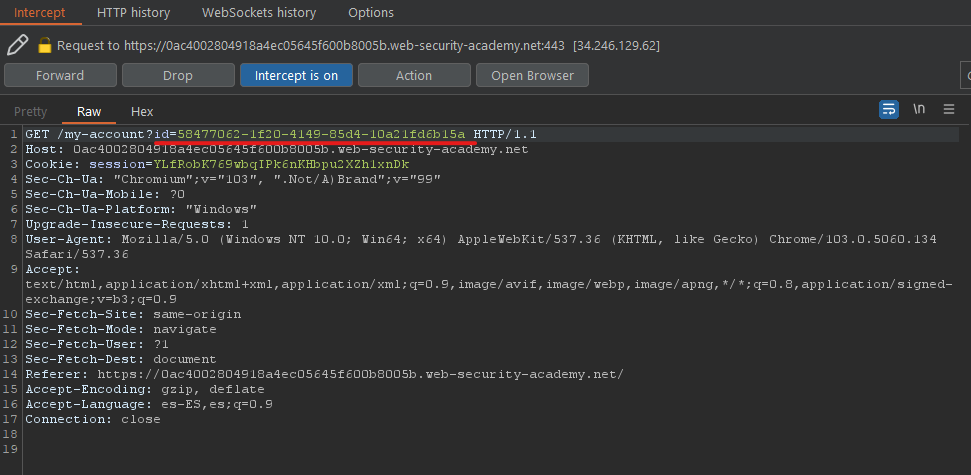 Intercept HTTP history WebSockets history Options
Request to https://0ac4002804918a4ec05645f600b8005b.web-security-academy.net:443 [34.246.129.62]
Forward Drop Intercept is on Action Open Browser
Pretty Raw Hex \n
1 GET /my-account?id=58477062-1f20-4149-85d4-10a21fd6b15a HTTP/1.1
2 Host: 0ac4002804918a4ec05645f600b8005b.web-security-academy.net
3 Cookie: session=YLfRobK769wbqIPk6nKHbpu2XZh1xnDk
4 Sec-Ch-Ua: "Chromium";v="103", ".Not/A)Brand";v="99"
5 Sec-Ch-Ua-Mobile: ?0
6 Sec-Ch-Ua-Platform: "Windows"
7 Upgrade-Insecure-Requests: 1
8 User-Agent: Mozilla/5.0 (Windows NT 10.0; Win64; x64) AppleWebKit/537.36 (KHTML, like Gecko) Chrome/103.0.5060.134
Safari/537.36
9 Accept:
text/html,application/xhtml+xml,application/xml;q=0.9,image/avif,image/webp,image/apng,*/*;q=0.8,application/signed-
exchange;v=b3;q=0.9
10 Sec-Fetch-Site: same-origin
11 Sec-Fetch-Mode: navigate
12 Sec-Fetch-User: ?1
13 Sec-Fetch-Dest: document
14 Referer: https://0ac4002804918a4ec05645f600b8005b.web-security-academy.net/
15 Accept-Encoding: gzip, deflate
16 Accept-Language: es-ES,es;q=0.9
17 Connection: close
18
19